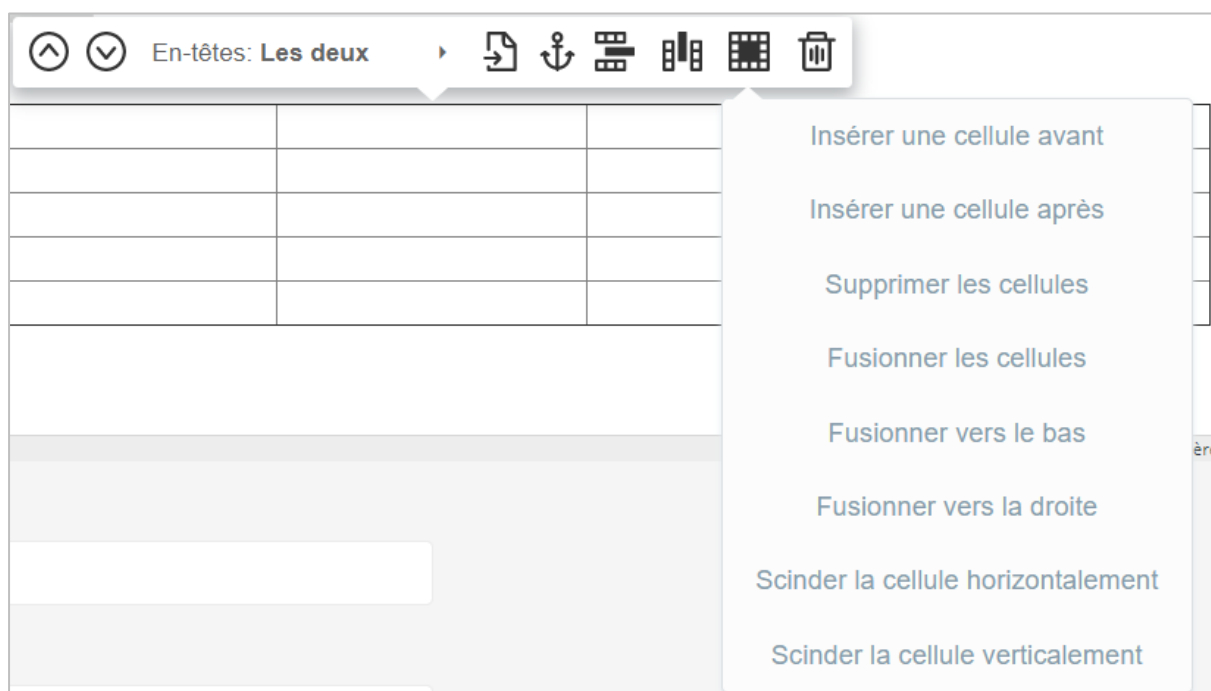 En-têtes: Les deux
Insérer une cellule avant
Insérer une cellule après
Supprimer les cellules
Fusionner les cellules
Fusionner vers le bas
ère
Fusionner vers la droite
Scinder la cellule horizontalement
Scinder la cellule verticalement